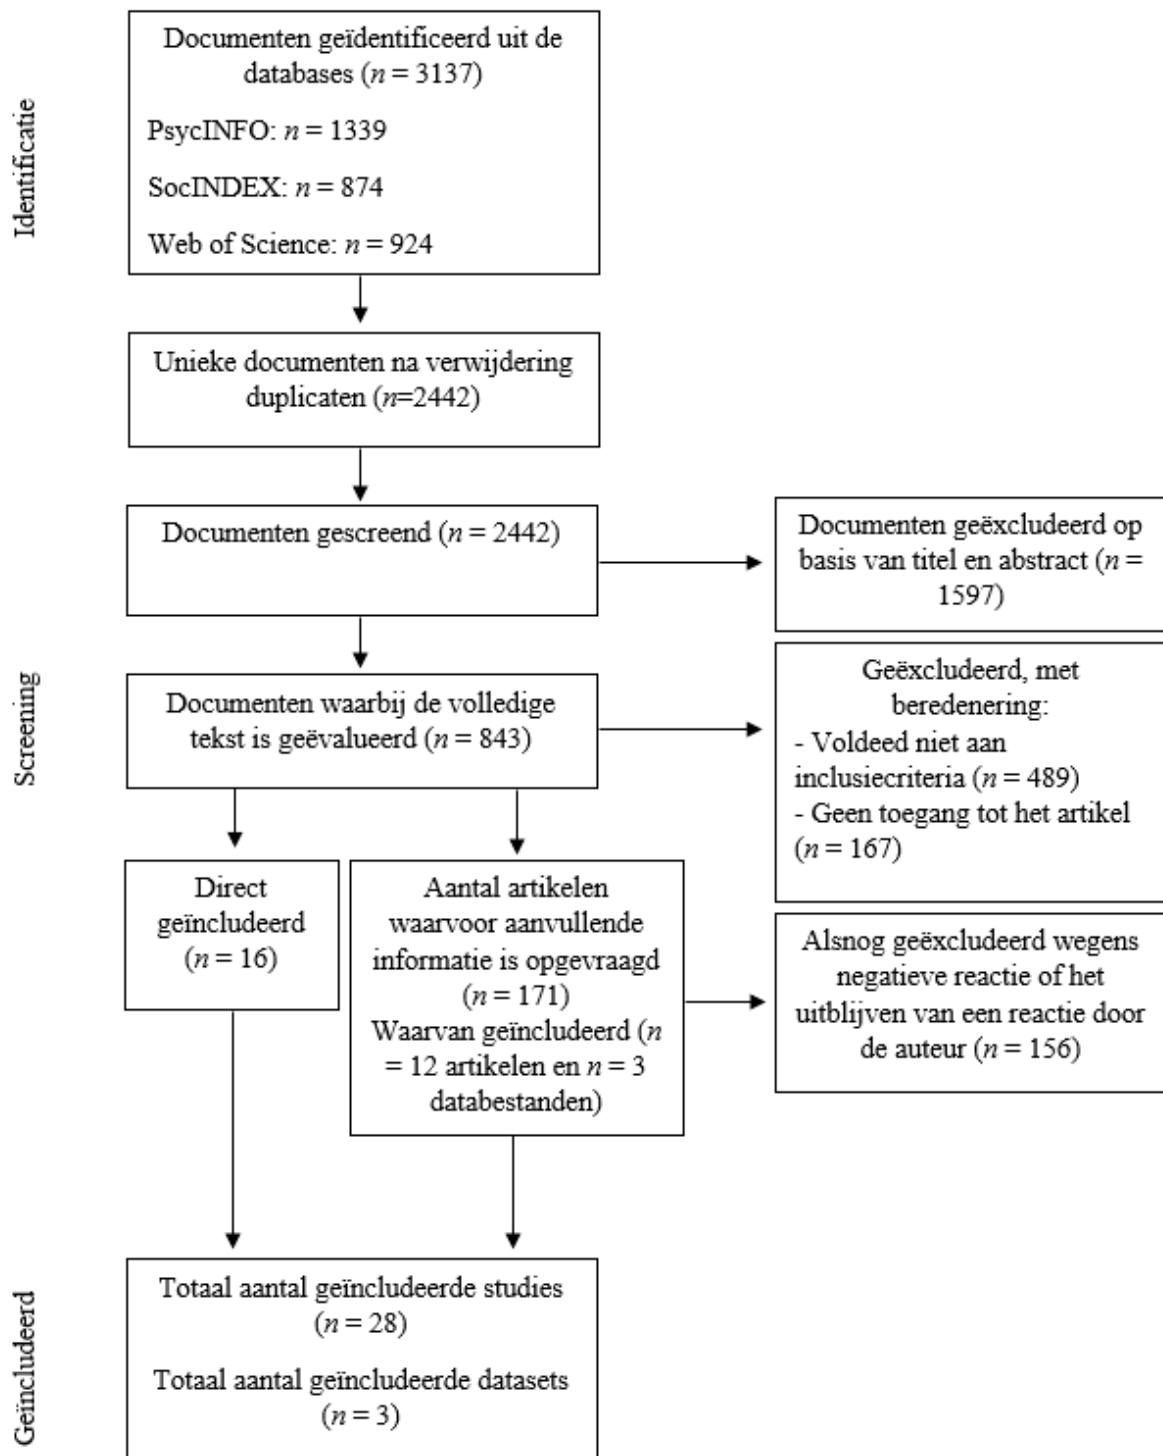 Identificatie
Documenten geïdentificeerd uit de
databases (n = 3137)
PsycINFO: n = 1339
SocINDEX: n = 874
Web of Science: n = 924
Unieke documenten na verwijdering
duplicaten (n=2442)
Screening
Documenten gescreend (n = 2442)
Documenten geëxcludeerd op
basis van titel en abstract (n =
1597)
Documenten waarbij de volledige
tekst is geëvalueerd (n = 843)
Geëxcludeerd, met
beredenering:
- Voldeed niet aan
inclusiecriteria (n = 489)
- Geen toegang tot het artikel
(n = 167)
Direct
geïncludeerd
(n = 16)
Aantal artikelen
waarvoor aanvullende
informatie is opgevraagd
(n = 171)
Waarvan geïncludeerd (n
= 12 artikelen en n = 3
databestanden)
Alsnog geëxcludeerd wegens
negatieve reactie of het
uitblijven van een reactie door
de auteur (n = 156)
Geïncludeerd
Totaal aantal geïncludeerde studies
(n = 28)
Totaal aantal geïncludeerde datasets
(n = 3)